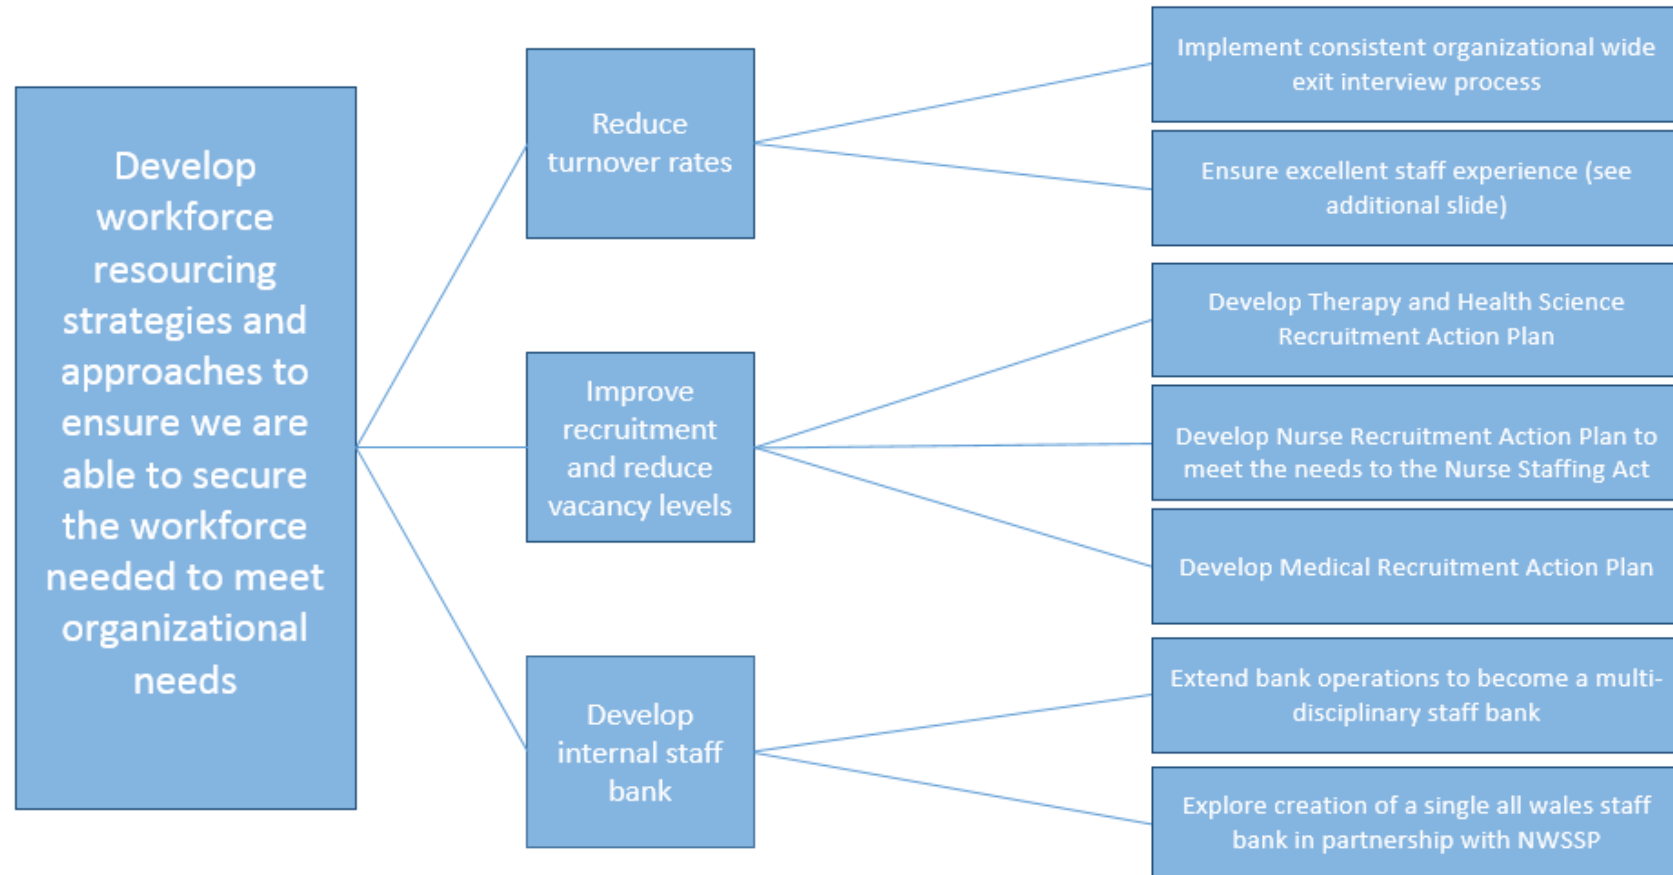 Develop
workforce
resourcing
strategies and
approaches to
ensure we are
able to secure
the workforce
needed to meet
organizational
needs
Reduce
turnover rates
Improve
recruitment
and reduce
vacancy levels
Develop
internal staff
bank
Implement consistent organizational wide
exit interview process
Ensure excellent staff experience (see
additional slide)
Develop Therapy and Health Science
Recruitment Action Plan
Develop Nurse Recruitment Action Plan to
meet the needs to the Nurse Staffing Act
Develop Medical Recruitment Action Plan
Extend bank operations to become a multi-
disciplinary staff bank
Explore creation of a single all wales staff
bank in partnership with NWSSP